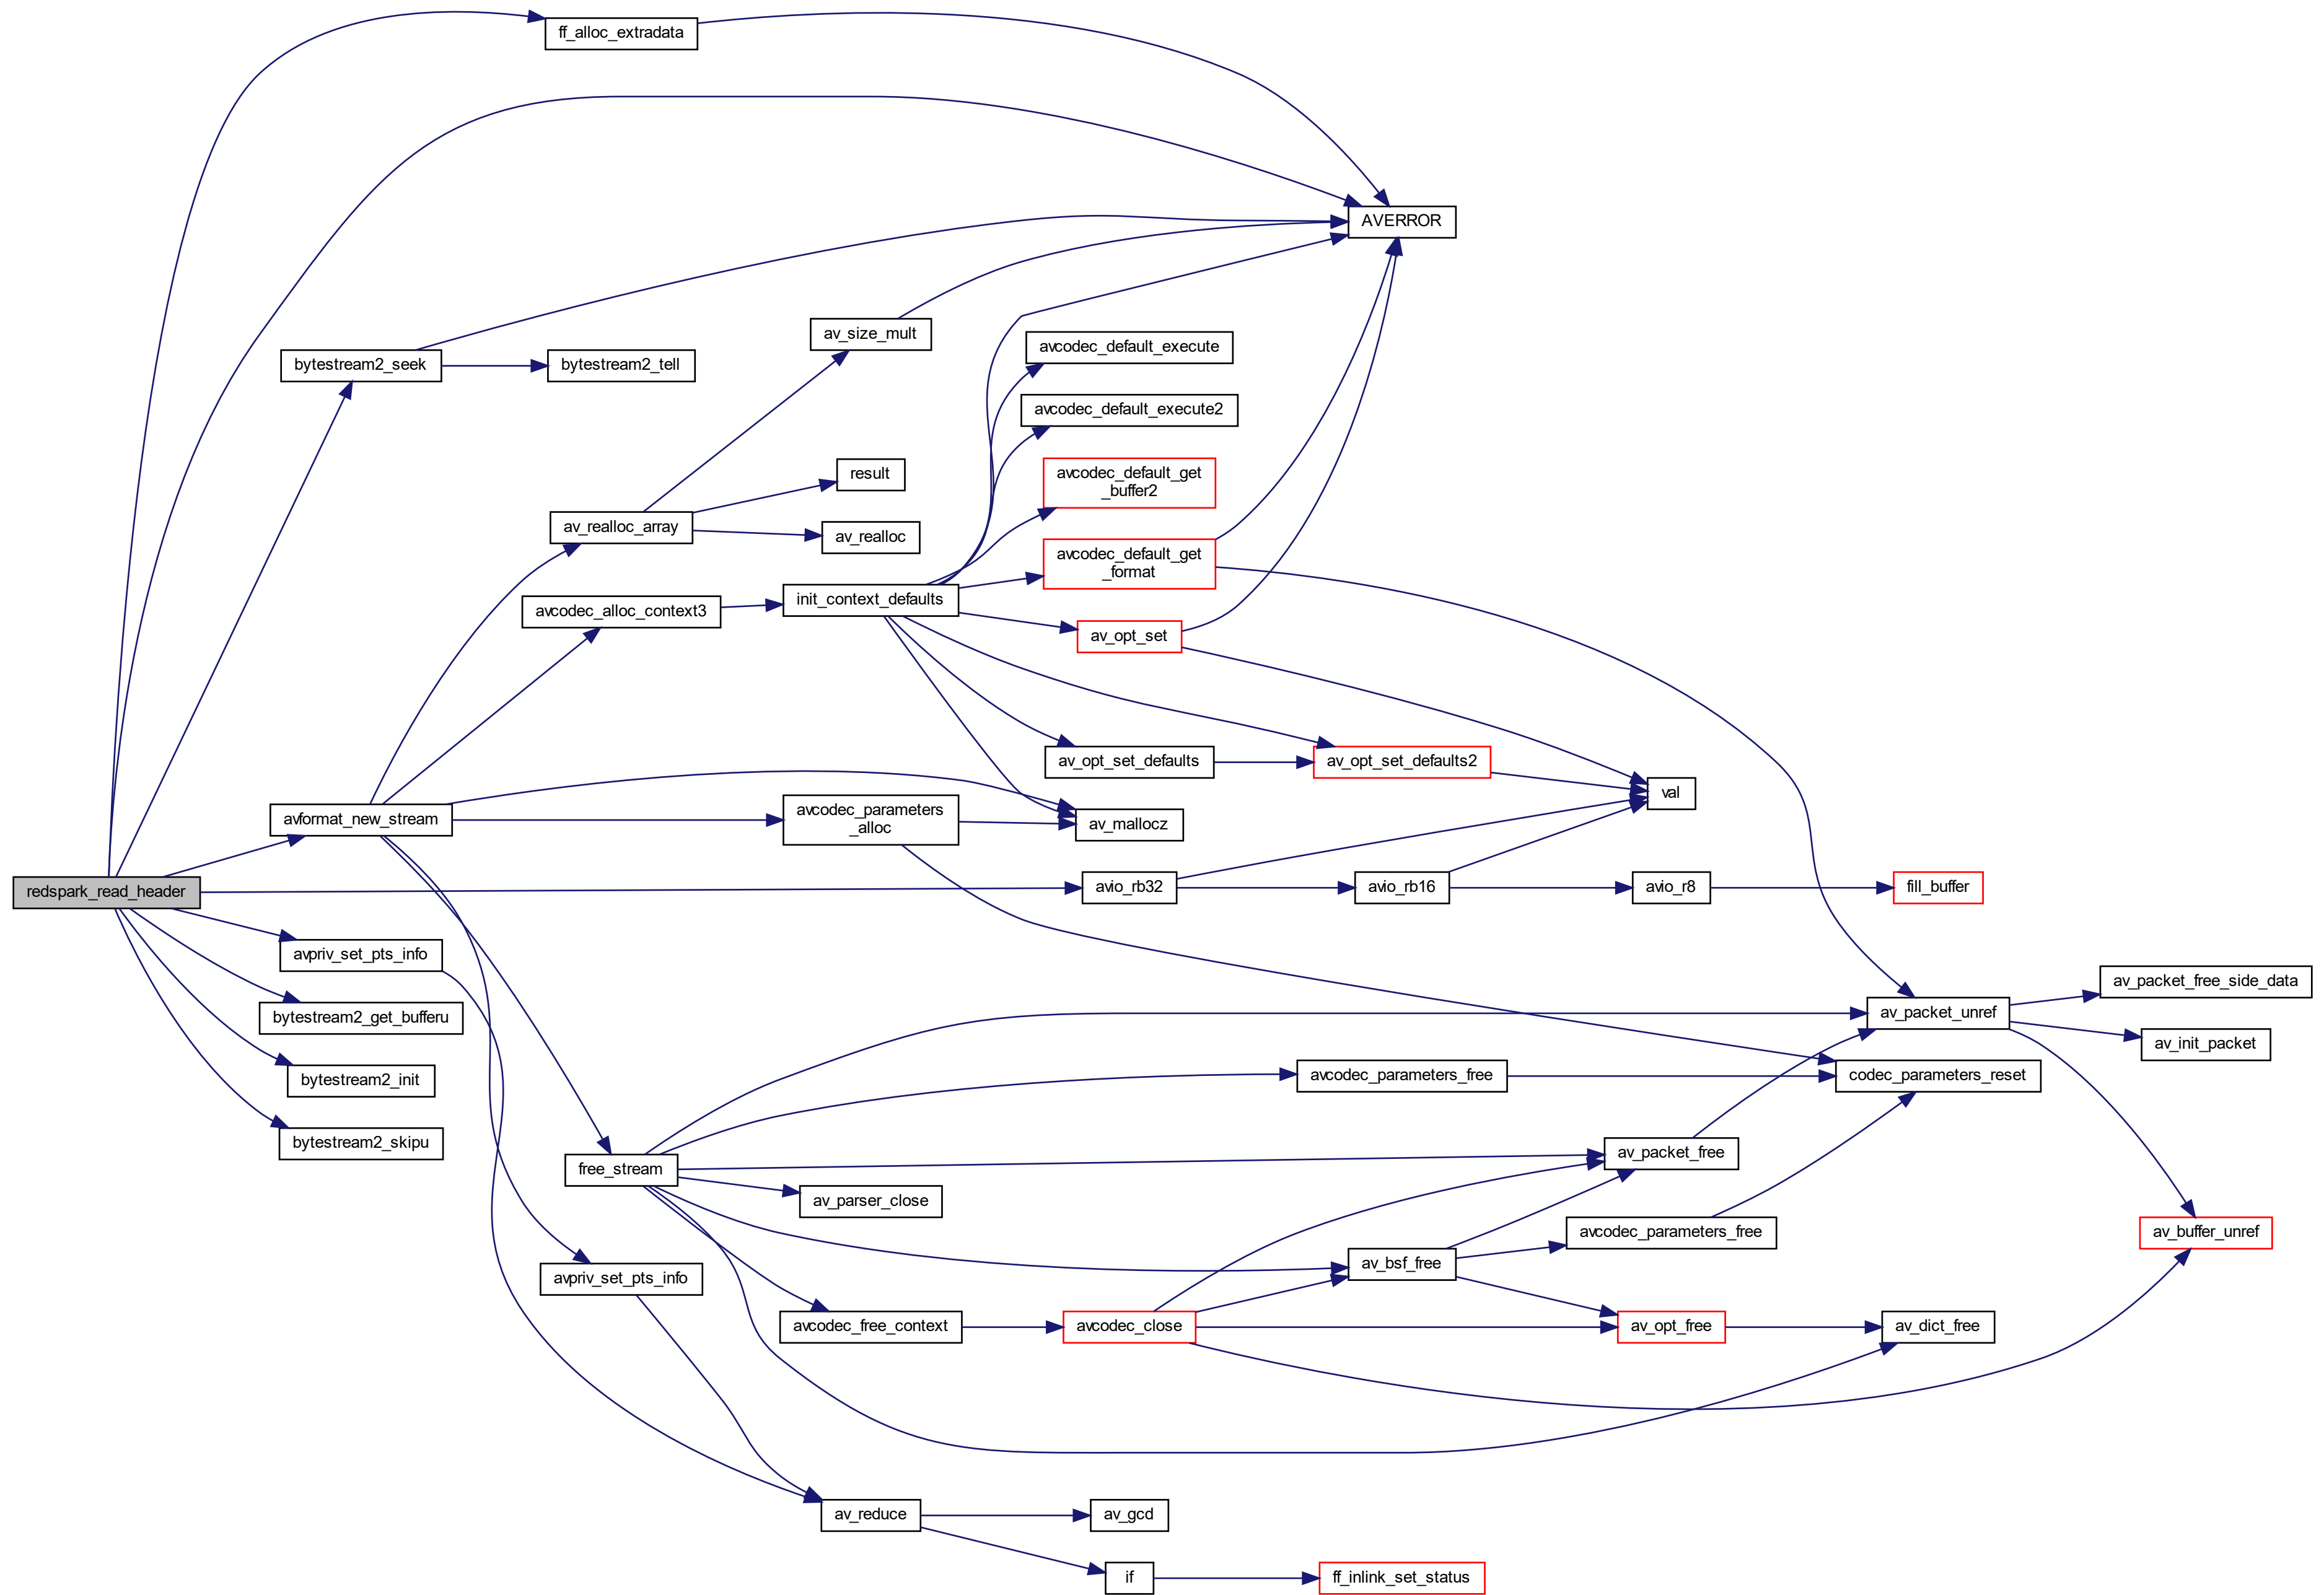 ff_alloc_extradata
AVERROR
av_size_mult
avcodec_default_execute
bytestream2_seek
bytestream2_tell
avcodec_default_execute2
result
avcodec_default_get
_buffer2
av_realloc_array
av_realloc
avcodec_default_get
_format
avcodec_alloc_context3
init_context_defaults
av_opt_set
av_opt_set_defaults
av_opt_set_defaults2
val
avformat_new_stream
avcodec_parameters
_alloc
av_mallocz
redspark_read_header
avio_rb32
avio_rb16
avio_r8
fill_buffer
avpriv_set_pts_info
av_packet_free_side_data
bytestream2_get_bufferu
av_packet_unref
av_init_packet
bytestream2_init
avcodec_parameters_free
codec_parameters_reset
bytestream2_skipu
av_packet_free
free_stream
av_parser_close
avcodec_parameters_free
av_buffer_unref
av_bsf_free
avpriv_set_pts_info
avcodec_free_context
avcodec_close
av_opt_free
av_dict_free
av_reduce
av_gcd
if
ff_inlink_set_status